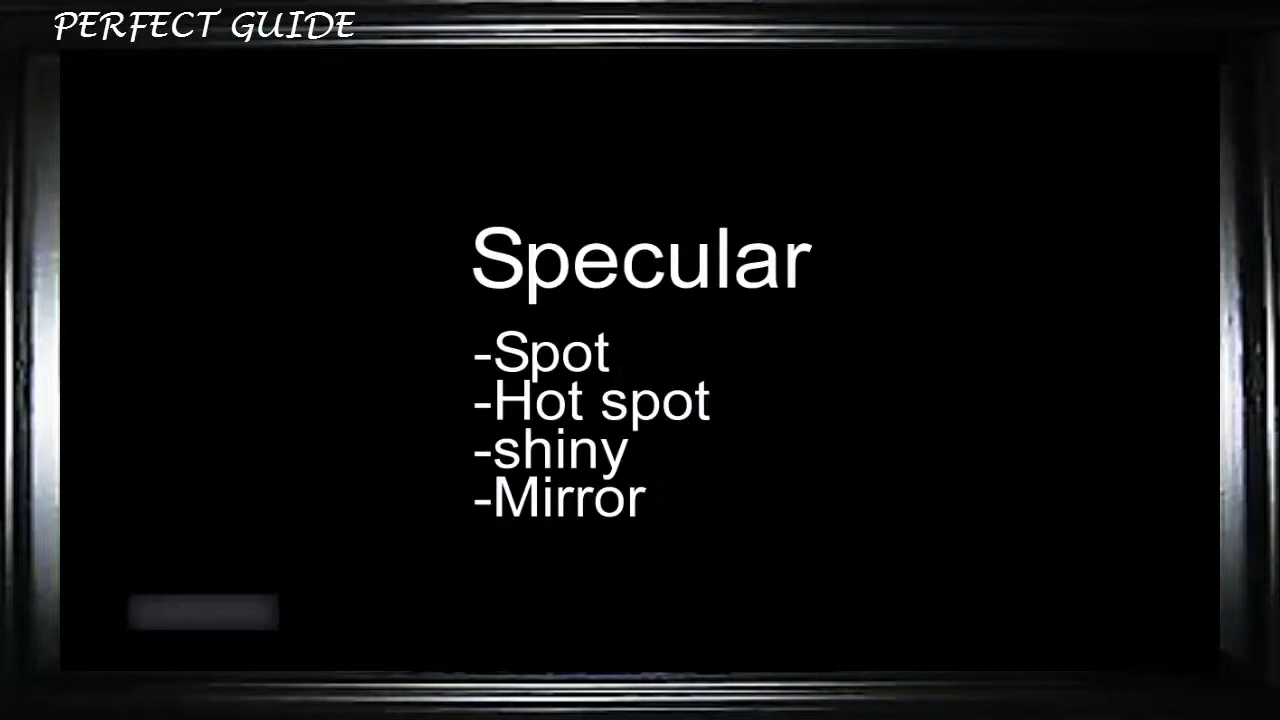 PERFECT GUIDE
Specular
-Spot
-Hot spot
-shiny
-Mirror